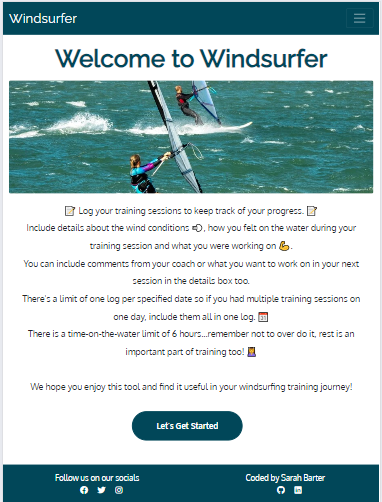 Windsurfer
Welcome to Windsurfer
📝 Log your training sessions to keep track of your progress. 📝
Include details about the wind conditions 💨, how you felt on the water during your
training session and what you were working on 💪.
You can include comments from your coach or what you want to work on in your next
session in the details box too.
There's a limit of one log per specified date so if you had multiple training sessions on
one day, include them all in one log. 📅
There is a time-on-the-water limit of 6 hours...remember not to over do it, rest is an
important part of training too! 💆‍♀️
We hope you enjoy this tool and find it useful in your windsurfing training journey!
Let's Get Started
Follow us on our socials
Coded by Sarah Barter